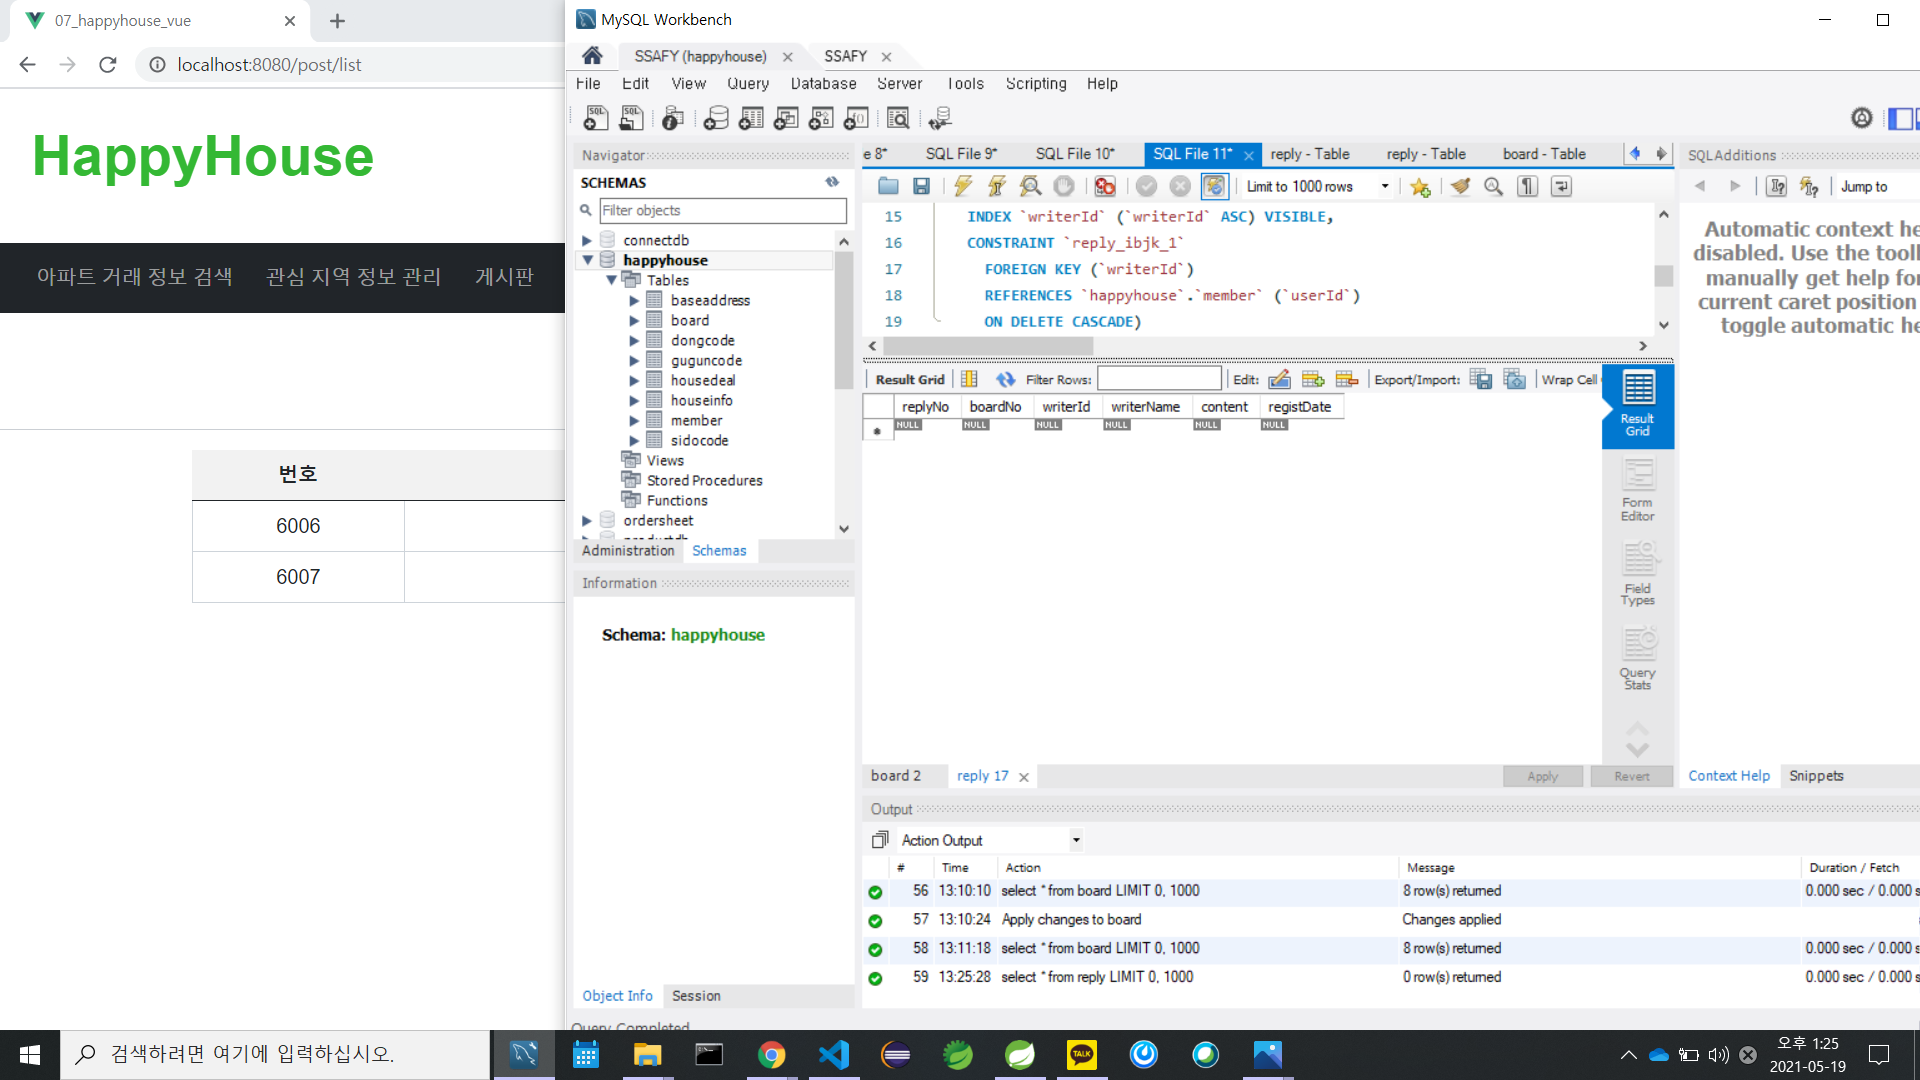 07_happyhouse_vue
localhost:8080/post/list
HappyHouse
아파트 거래 정보 검색 관심 지역 정보 관리 게시판
번호
6006
6007
MySQL Workbench
SSAFY (happyhouse) SSAFY
File Edit View Query Database Server Tools Scripting Help
Navigator
SCHEMAS
Filter objects
connectdb
happyhouse
Tables
baseaddress
board
dongcode
guguncode
housedeal
houseinfo
member
sidocode
Views
Stored Procedures
Functions
ordersheet
Administration Schemas
Information
Schema: happyhouse
Object Info Session
Query Completed
e 8* SQL File 9* SQL File 10* SQL File 11* reply - Table reply - Table board - Table
Limit to 1000 rows
15 INDEX `writerId` (`writerId` ASC) VISIBLE,
16 CONSTRAINT `reply_ibjk_1`
17 FOREIGN KEY (`writerId`)
18 REFERENCES `happyhouse`.`member` (`userId`)
19 ON DELETE CASCADE)
Result Grid Filter Rows: Edit: Export/Import: Wrap Cell
replyNo boardNo writerId writerName content registDate
NULL NULL NULL NULL NULL NULL
Result
Grid
Form
Editor
Field
Types
Query
Stats
board 2 reply 17 Apply Revert
SQLAdditions
Jump to
Automatic context he
disabled. Use the tooll
manually get help for
current caret position
toggle automatic he
Context Help Snippets
Output
Action Output
# Time Action Message Duration / Fetch
56 13:10:10 select * from board LIMIT 0, 1000 8 row(s) returned 0.000 sec / 0.000 s
57 13:10:24 Apply changes to board Changes applied
58 13:11:18 select * from board LIMIT 0, 1000 8 row(s) returned 0.000 sec / 0.000 s
59 13:25:28 select * from reply LIMIT 0, 1000 0 row(s) returned 0.000 sec / 0.000 s
검색하려면 여기에 입력하십시오.
TALK
오후 1:25
2021-05-19